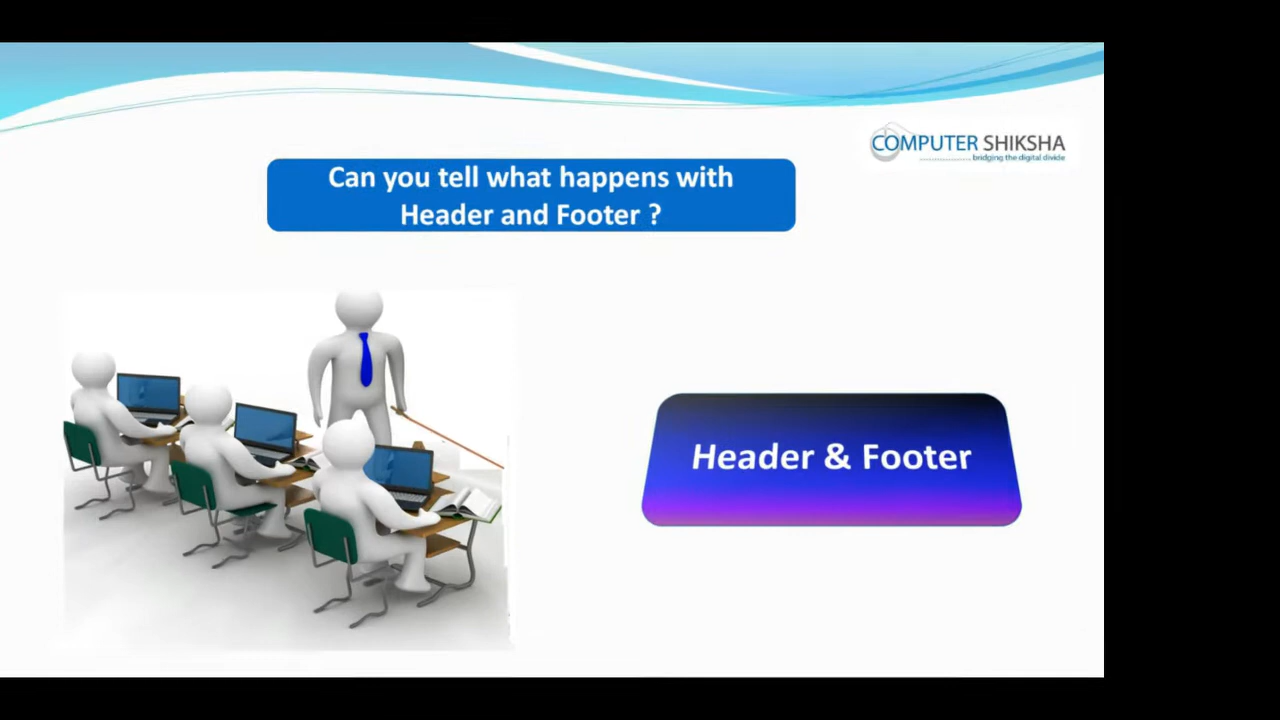 COMPUTER SHIKSHA
bridging the digital divide
Can you tell what happens with
Header and Footer ?
Header & Footer